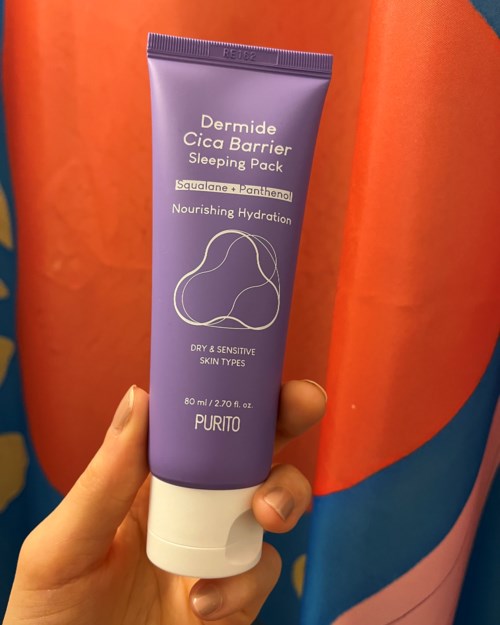 Dermide
Cica Barrier
Sleeping Pack
Squalane + Panthenol
Nourishing Hydration
DRY & SENSITIVE
SKIN TYPES
80 ml / 2.70 fl. oz.
PURITO